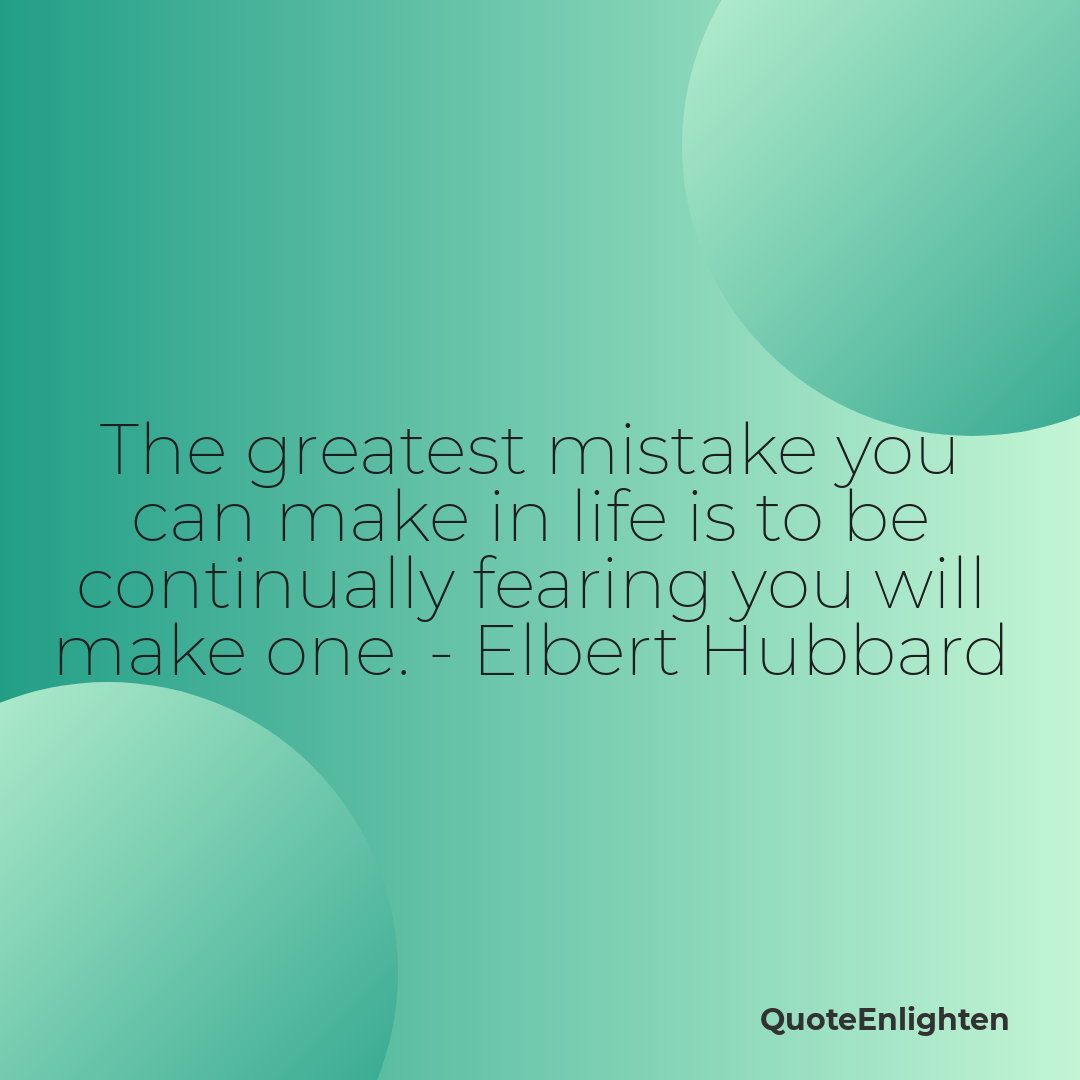 The greatest mistake you
can make in life is to be
continually fearing you will
make one. - Elbert Hubbard
QuoteEnlighten